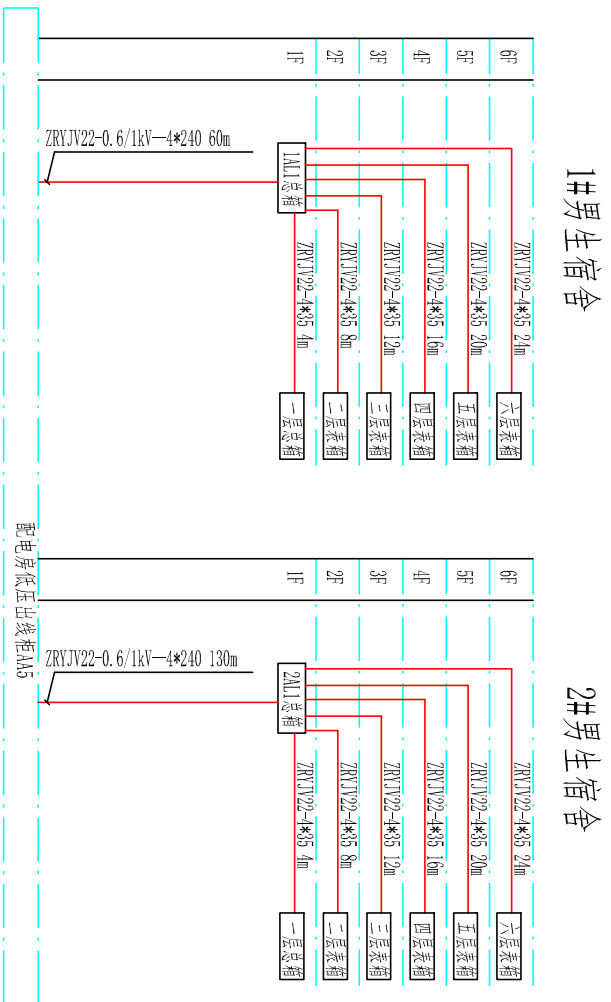 1#男生宿舍
6F
5F
4F
3F
2F
1F
ZRYJV22-0.6/1kV—4*240 60m
1AL1总箱
ZRYJV22-4*35 24m
ZRYJV22-4*35 20m
ZRYJV22-4*35 16m
ZRYJV22-4*35 12m
ZRYJV22-4*35 8m
ZRYJV22-4*35 4m
六层表箱
五层表箱
四层表箱
三层表箱
二层表箱
一层总箱
2#男生宿舍
6F
5F
4F
3F
2F
1F
ZRYJV22-0.6/1kV—4*240 130m
2AL1总箱
ZRYJV22-4*35 24m
ZRYJV22-4*35 20m
ZRYJV22-4*35 16m
ZRYJV22-4*35 12m
ZRYJV22-4*35 8m
ZRYJV22-4*35 4m
六层表箱
五层表箱
四层表箱
三层表箱
二层表箱
一层总箱
配电房低压出线柜AA5